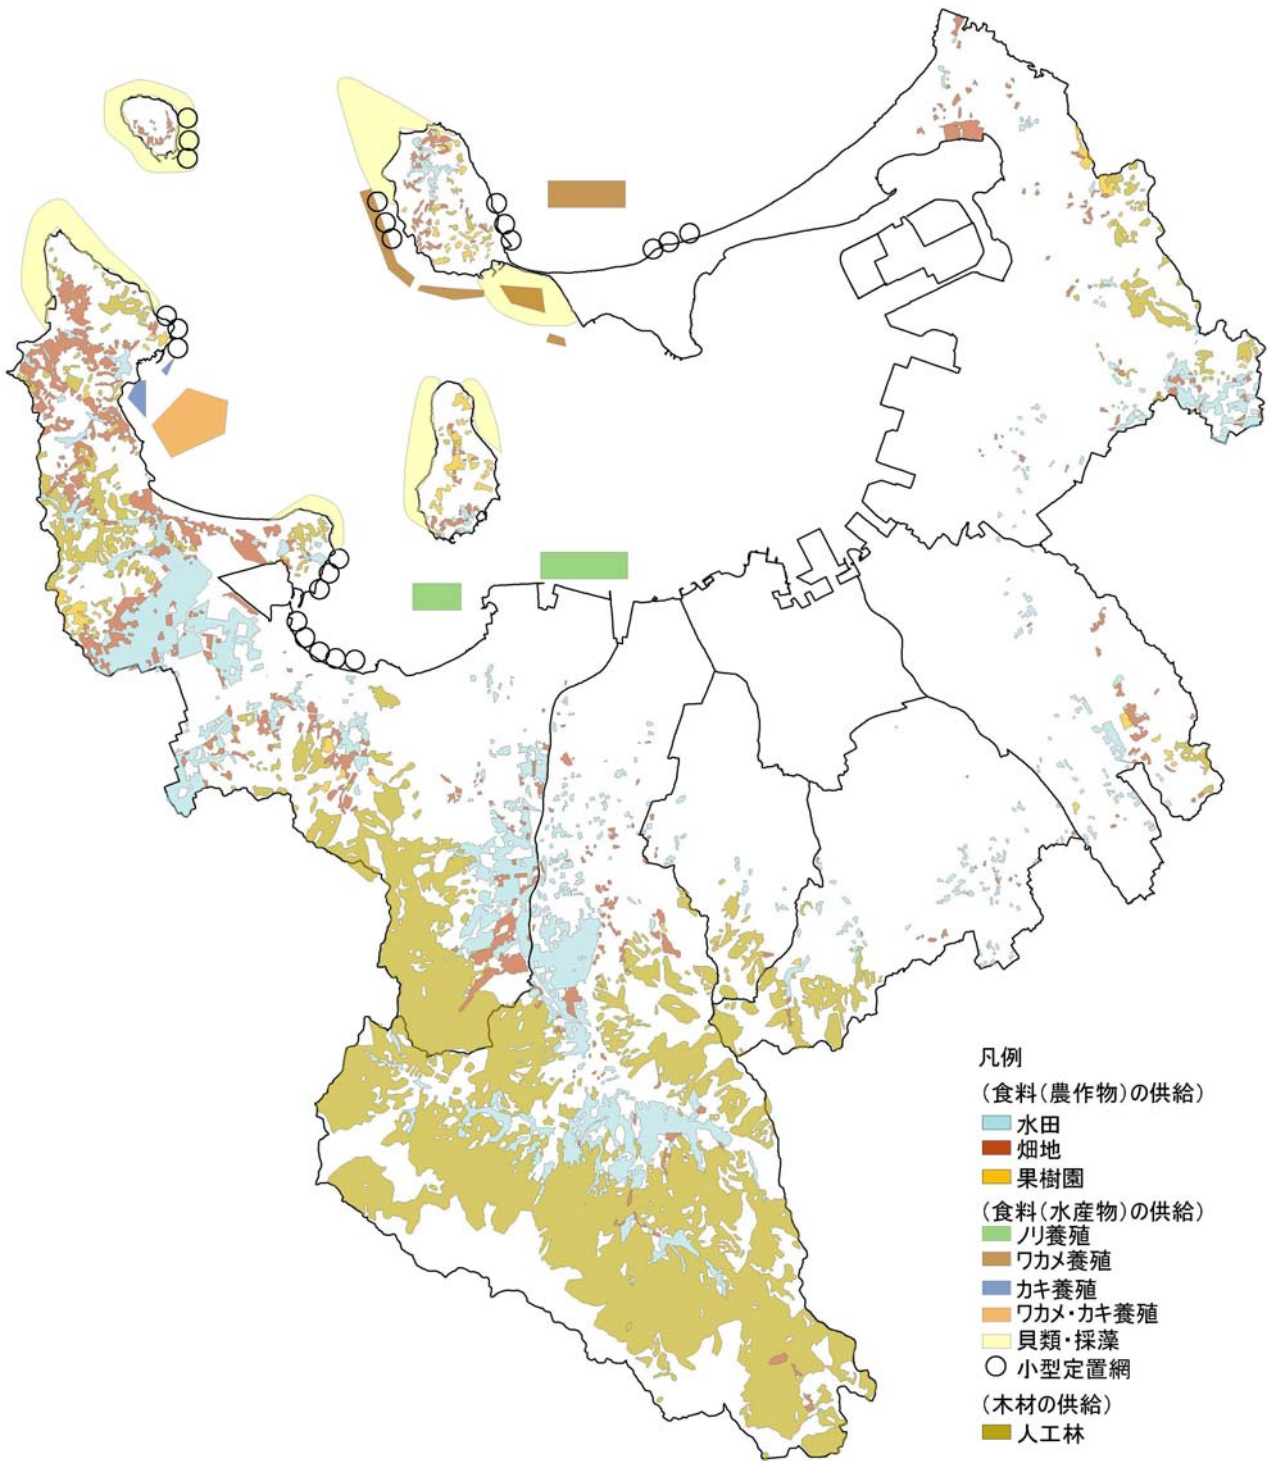 凡例
(食料(農作物)の供給)
水田
畑地
果樹園
(食料(水産物)の供給)
ノリ養殖
ワカメ養殖
カキ養殖
ワカメ・カキ養殖
貝類・採藻
小型定置網
(木材の供給)
人工林